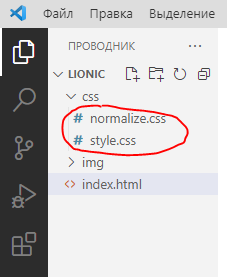 Файл Правка Выделение
ПРОВОДНИК ...
LIONIC
css
# normalize.css
# style.css
img
<> index.html